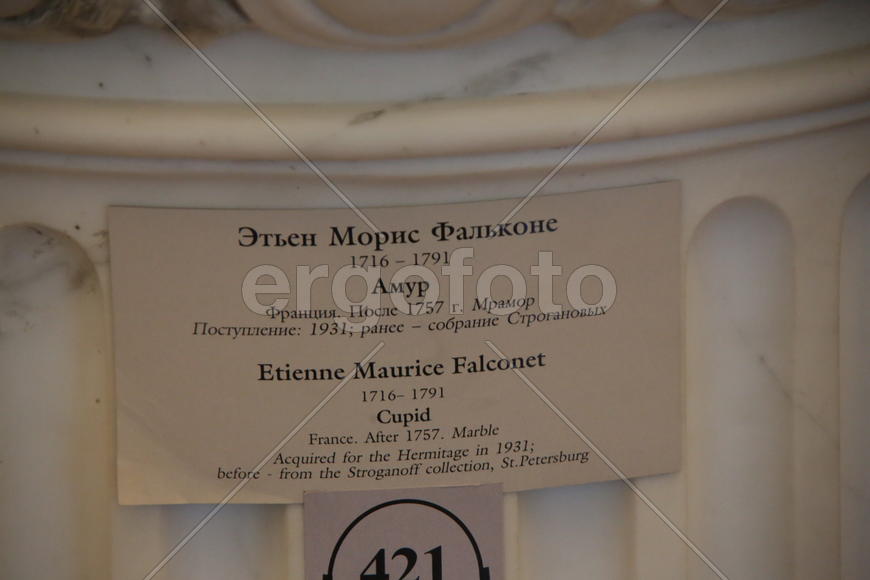 Этьен Морис Фальконе
1716 – 1791
Амур
Франция. После 1757 г. Мрамор
Поступление: 1931; ранее – собрание Строгановых
Etienne Maurice Falconet
1716– 1791
Cupid
France. After 1757. Marble
Acquired for the Hermitage in 1931;
before - from the Stroganoff collection, St.Petersburg
421
ergofoto